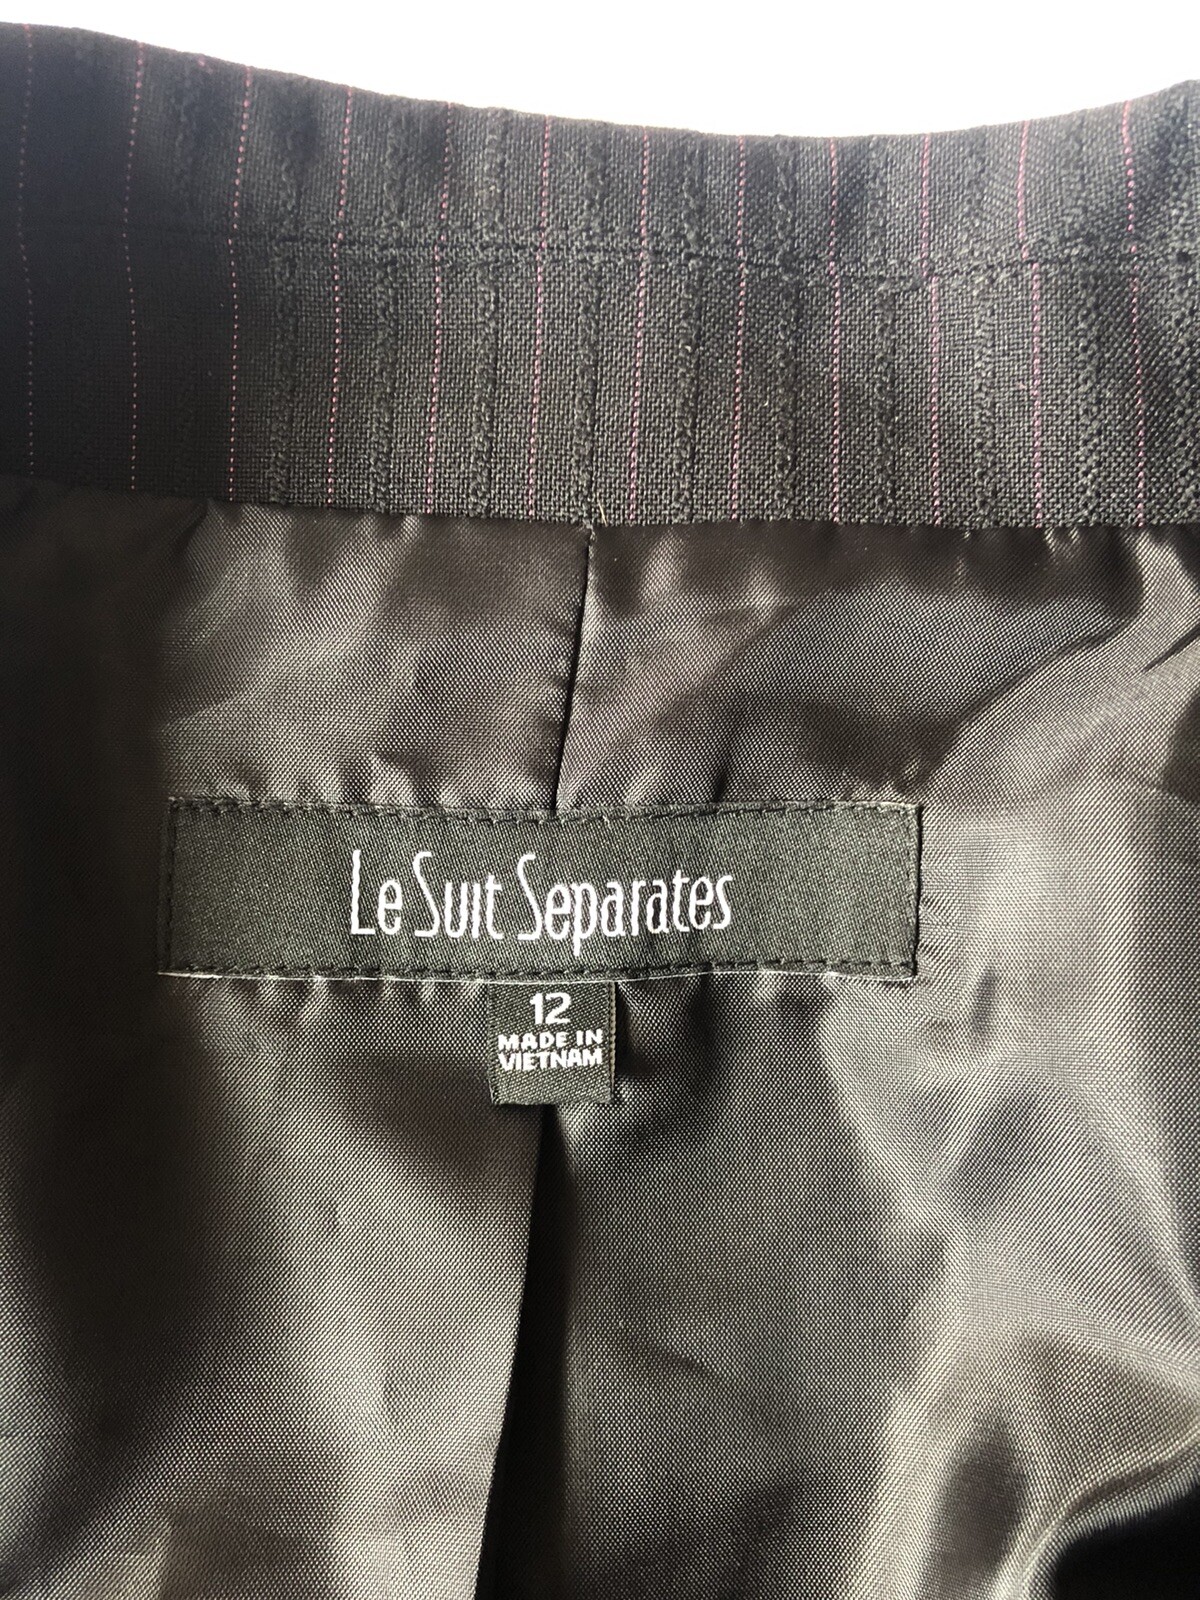 Le Suit Separates
12
MADE IN
VIETNAM